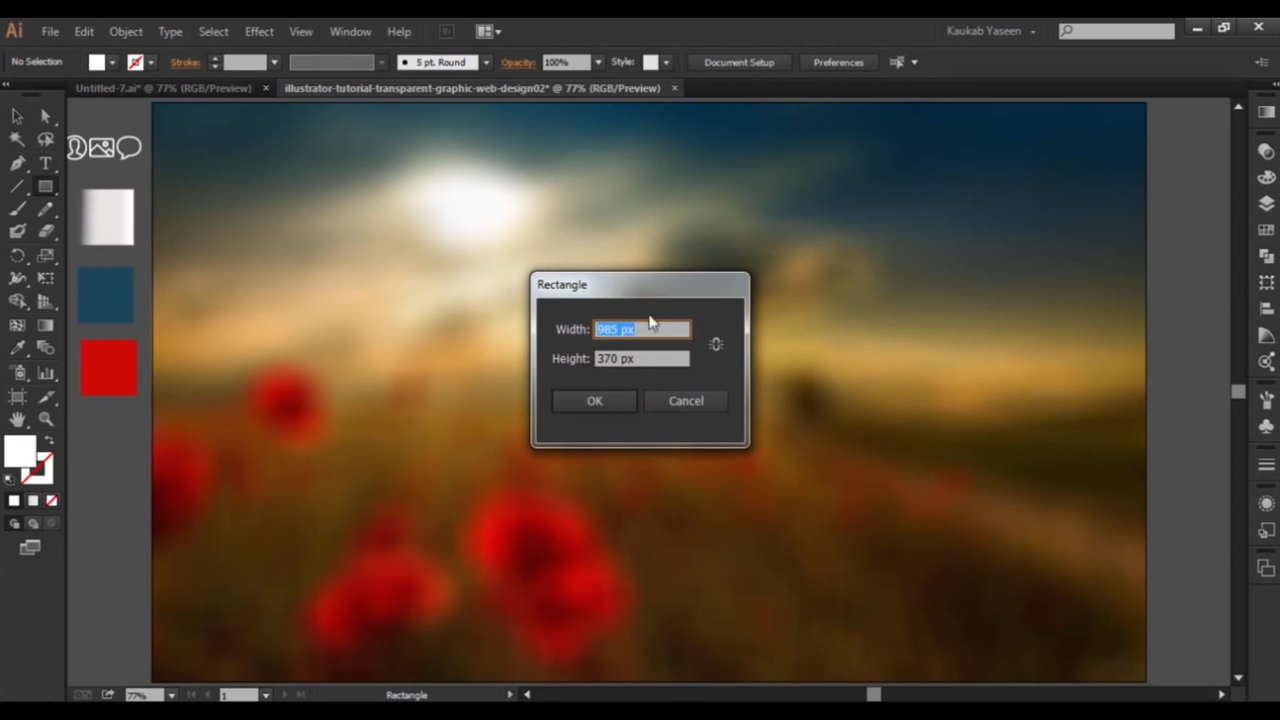 Ai File Edit Object Type Select Effect View Window Help Kaukab Yaseen
No Selection Stroke: 5 pt. Round Opacity: 100% Style: Document Setup Preferences
Untitled-7.ai* @ 77% (RGB/Preview) × illustrator-tutorial-transparent-graphic-web-design02* @ 77% (RGB/Preview) ×
Rectangle
Width: 985 px
Height: 370 px
OK Cancel
77% 1 Rectangle